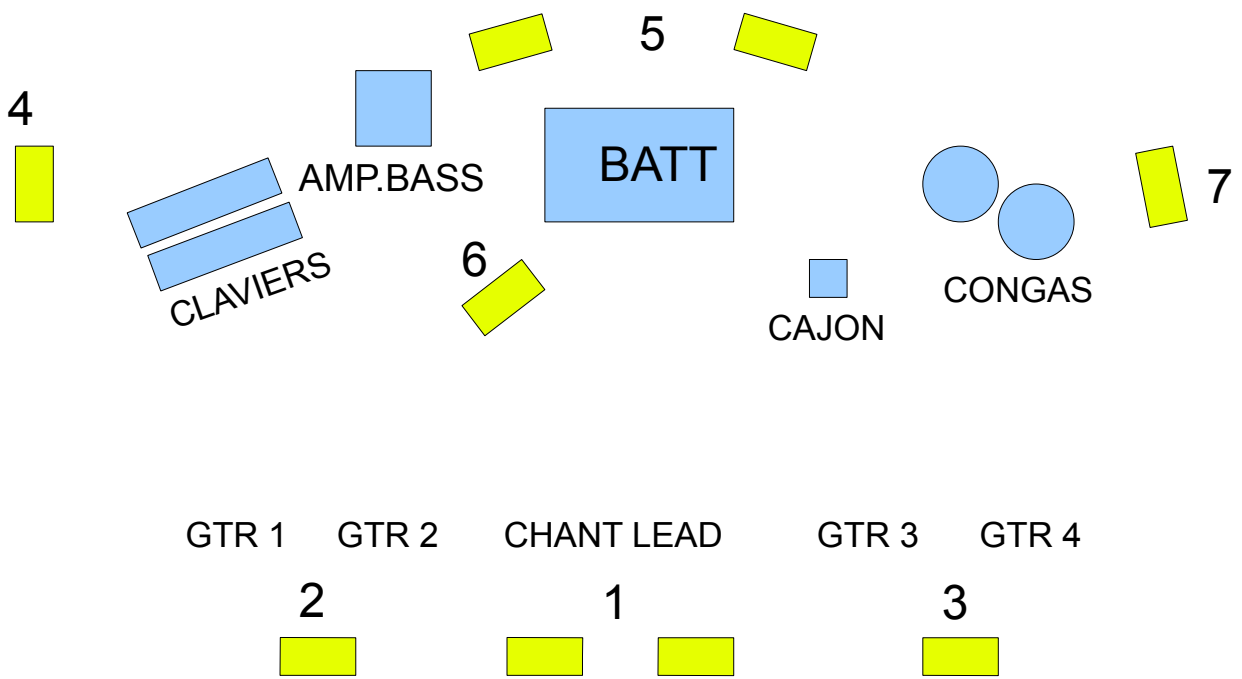 5
4
BATT
AMP.BASS
7
6
CLAVIERS
CONGAS
CAJON
GTR 1
GTR 2
CHANT LEAD
GTR 3
GTR 4
2
1
3